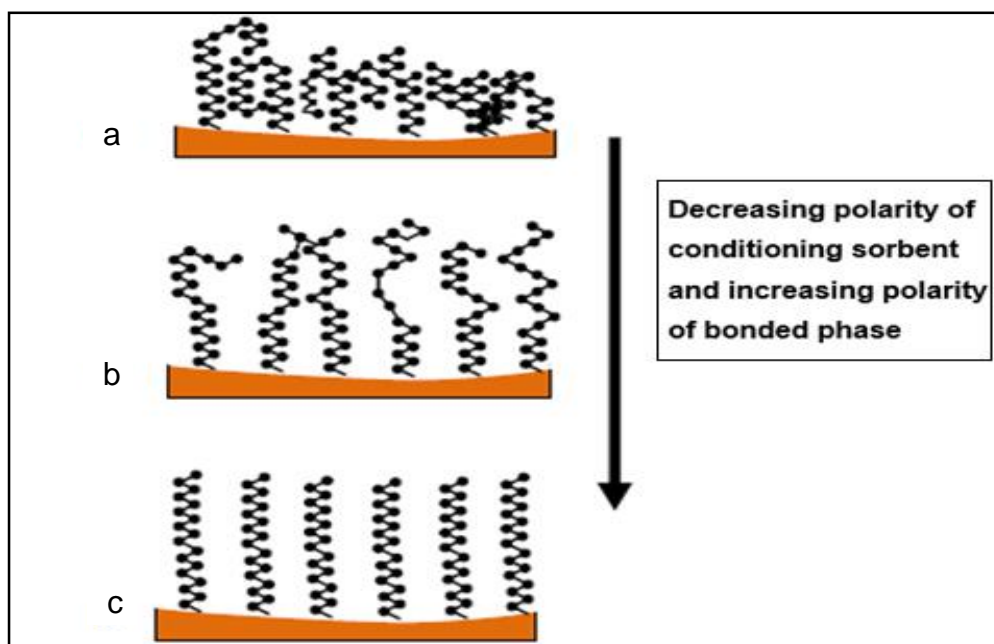 a
Decreasing polarity of
conditioning sorbent
and increasing polarity
of bonded phase
b
c